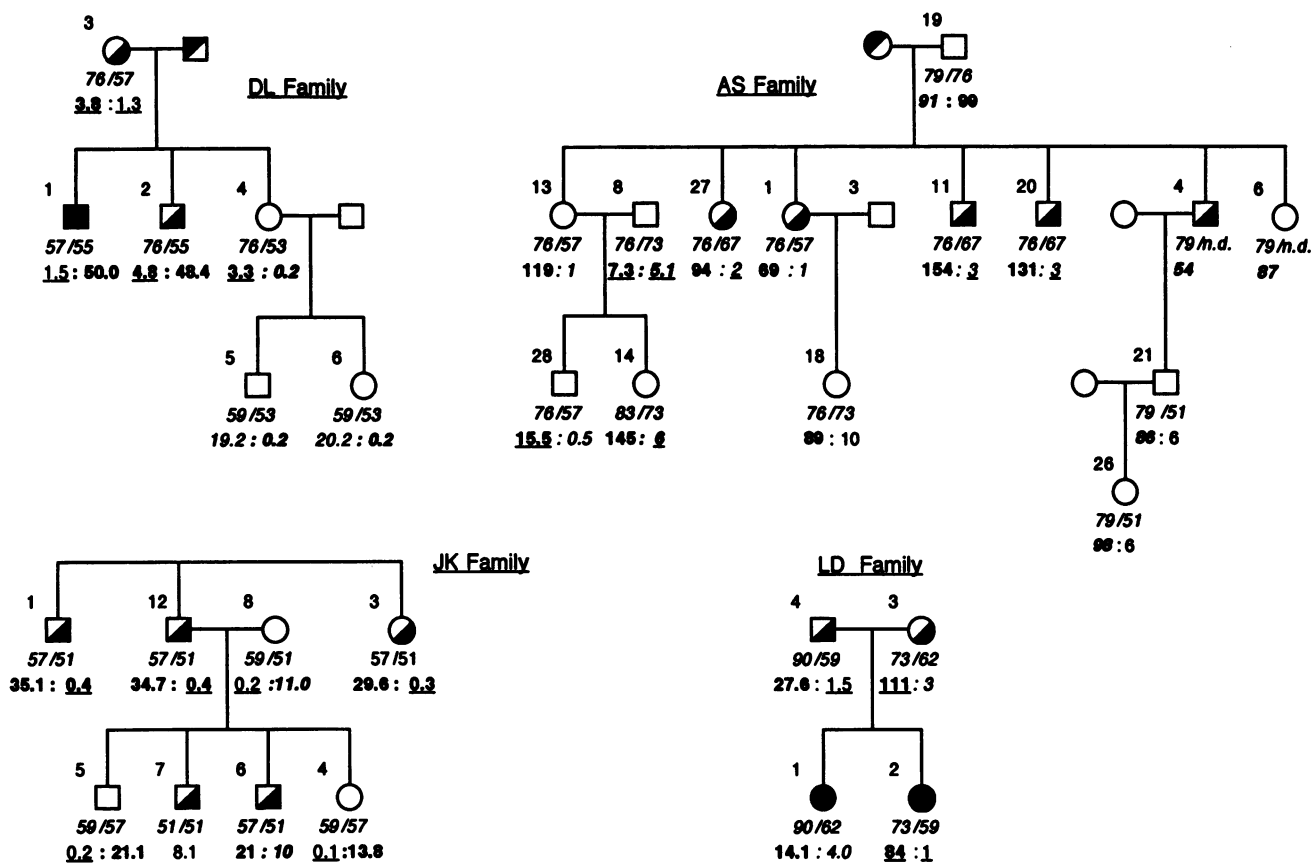 3
76/57
3.8 : 1.3
DL Family
1 2 4
57/55 76/55 76/53
1.5 : 50.0 4.8 : 48.4 3.3 : 0.2
5 6
59/53 59/53
19.2 : 0.2 20.2 : 0.2
AS Family
19
79/76
91 : 99
13 8 27 1 3 11 20 4 6
76/57 76/73 76/67 76/57 76/67 76/67 79/n.d. 79/n.d.
119 : 1 7.3 : 5.1 94 : 2 69 : 1 154 : 3 131 : 3 54 87
28 14 18 21
76/57 83/73 76/73 79/51
15.5 : 0.5 145 : 6 89 : 10 86 : 6
26
79/51
98 : 6
JK Family
1 12 8 3
57/51 57/51 59/51 57/51
35.1 : 0.4 34.7 : 0.4 0.2 : 11.0 29.6 : 0.3
5 7 6 4
59/57 51/51 57/51 59/57
0.2 : 21.1 8.1 21 : 10 0.1 : 13.8
LD Family
4 3
90/59 73/62
27.6 : 1.5 111 : 3
1 2
90/62 73/59
14.1 : 4.0 84 : 1